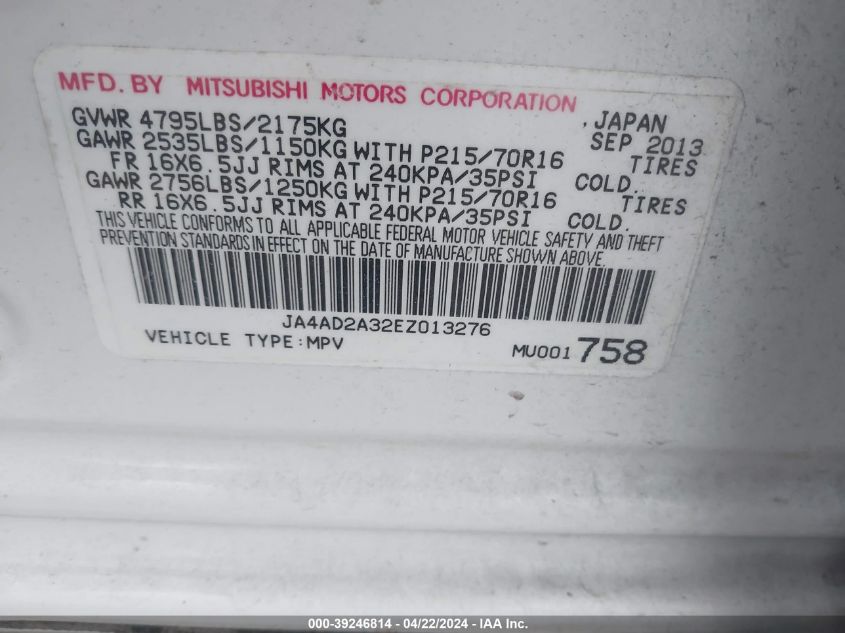 MFD. BY MITSUBISHI MOTORS CORPORATION
GVWR 4795LBS/2175KG , JAPAN SEP 2013
GAWR 2535LBS/1150KG WITH P215/70R16 TIRES
FR 16X6.5JJ RIMS AT 240KPA/35PSI COLD.
GAWR 2756LBS/1250KG WITH P215/70R16 TIRES
RR 16X6.5JJ RIMS AT 240KPA/35PSI COLD.
THIS VEHICLE CONFORMS TO ALL APPLICABLE FEDERAL MOTOR VEHICLE SAFETY AND THEFT
PREVENTION STANDARDS IN EFFECT ON THE DATE OF MANUFACTURE SHOWN ABOVE.
JA4AD2A32EZ013276
VEHICLE TYPE:MPV MU001 758
000-39246814 - 04/22/2024 - IAA Inc.